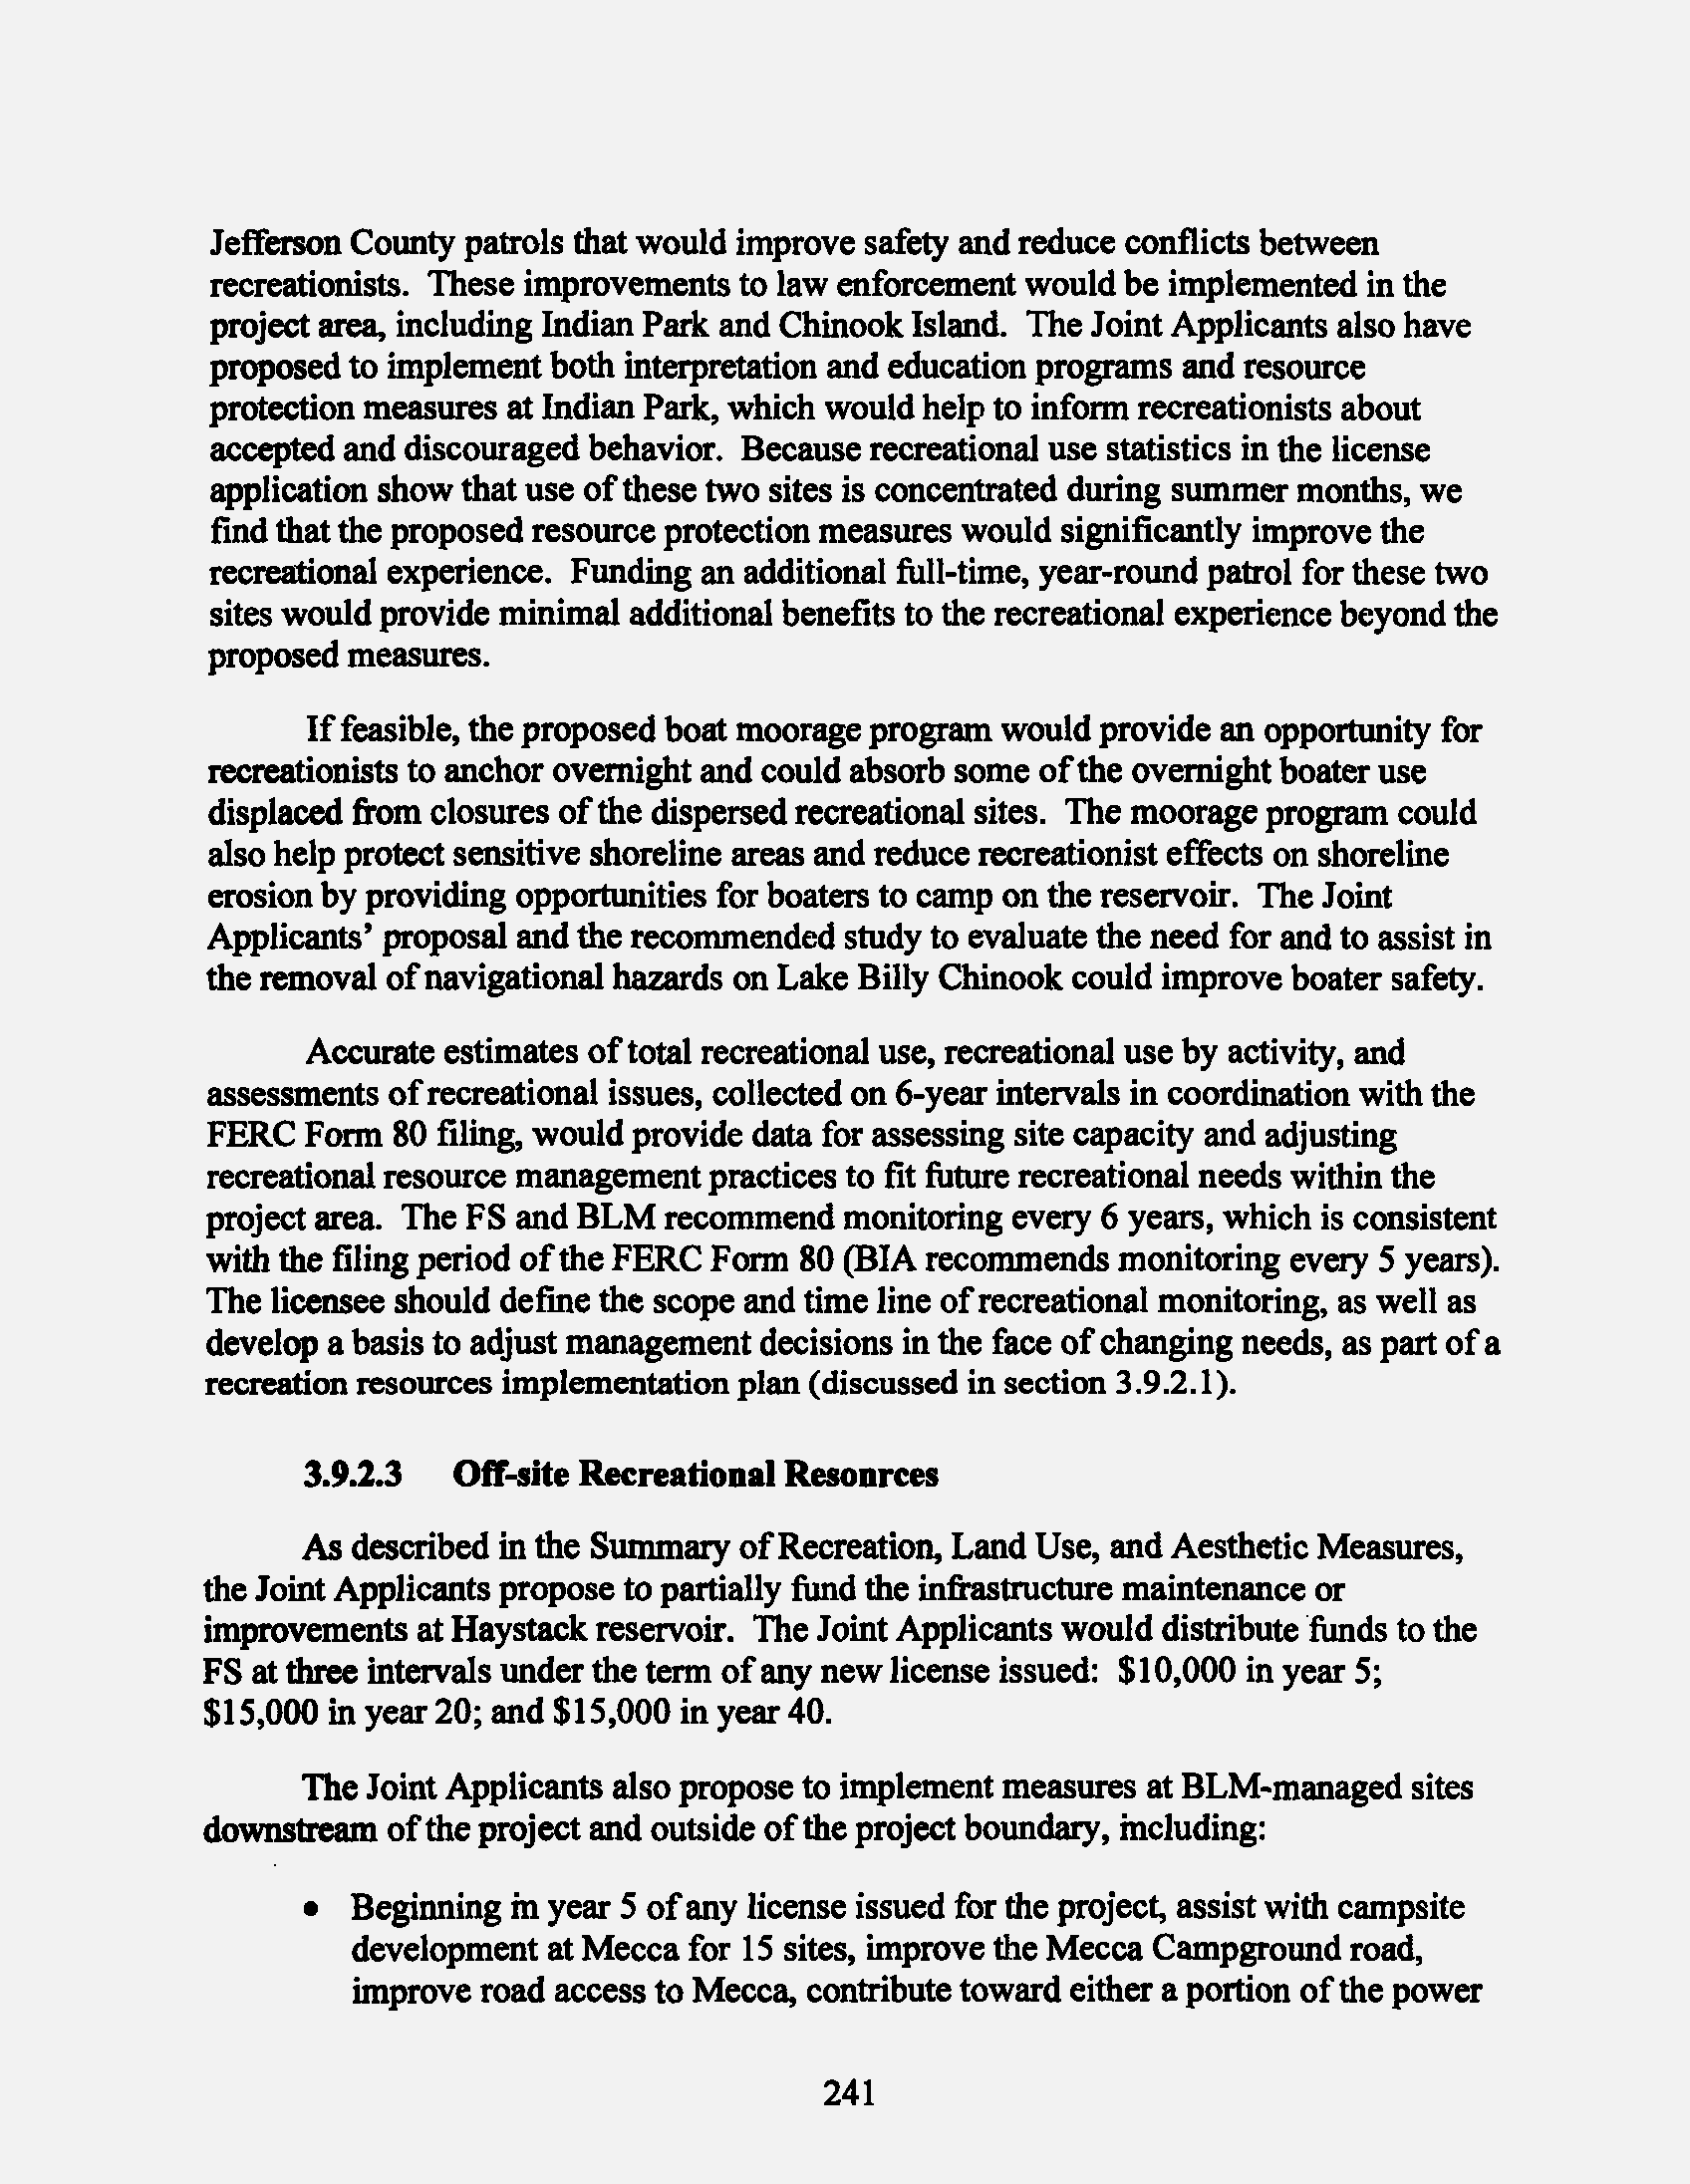 Jefferson County patrols that would improve safety and reduce conflicts between
recreationists.  These improvements to law enforcement would be implemented in the
project area, including Indian Park and Chinook Island.  The Joint Applicants also have
proposed to implement both interpretation and education programs and resource
protection measures at Indian Park, which would help to inform recreationists about
accepted and discouraged behavior.  Because recreational use statistics in the license
application show that use of these two sites is concentrated during summer months, we
find that the proposed resource protection measures would significantly improve the
recreational experience.  Funding an additional full-time, year-round patrol for these two
sites would provide minimal additional benefits to the recreational experience beyond the
proposed measures.
If feasible, the proposed boat moorage program would provide an opportunity for
recreationists to anchor overnight and could absorb some of the overnight boater use
displaced from closures of the dispersed recreational sites.  The moorage program could
also help protect sensitive shoreline areas and reduce recreationist effects on shoreline
erosion by providing opportunities for boaters to camp on the reservoir.  The Joint
Applicants’ proposal and the recommended study to evaluate the need for and to assist in
the removal of navigational hazards on Lake Billy Chinook could improve boater safety.
Accurate estimates of total recreational use, recreational use by activity, and
assessments of recreational issues, collected on 6-year intervals in coordination with the
FERC Form 80 filing, would provide data for assessing site capacity and adjusting
recreational resource management practices to fit future recreational needs within the
project area.  The FS and BLM recommend monitoring every 6 years, which is consistent
with the filing period of the FERC Form 80 (BIA recommends monitoring every 5 years).
The licensee should define the scope and time line of recreational monitoring, as well as
develop a basis to adjust management decisions in the face of changing needs, as part of a
recreation resources implementation plan (discussed in section 3.9.2.1).
3.9.2.3 Off-site Recreational Resources
As described in the Summary of Recreation, Land Use, and Aesthetic Measures,
the Joint Applicants propose to partially fund the infrastructure maintenance or
improvements at Haystack reservoir.  The Joint Applicants would distribute funds to the
FS at three intervals under the term of any new license issued:  $10,000 in year 5;
$15,000 in year 20; and $15,000 in year 40.
The Joint Applicants also propose to implement measures at BLM-managed sites
downstream of the project and outside of the project boundary, including:
• Beginning in year 5 of any license issued for the project, assist with campsite
development at Mecca for 15 sites, improve the Mecca Campground road,
improve road access to Mecca, contribute toward either a portion of the power
241